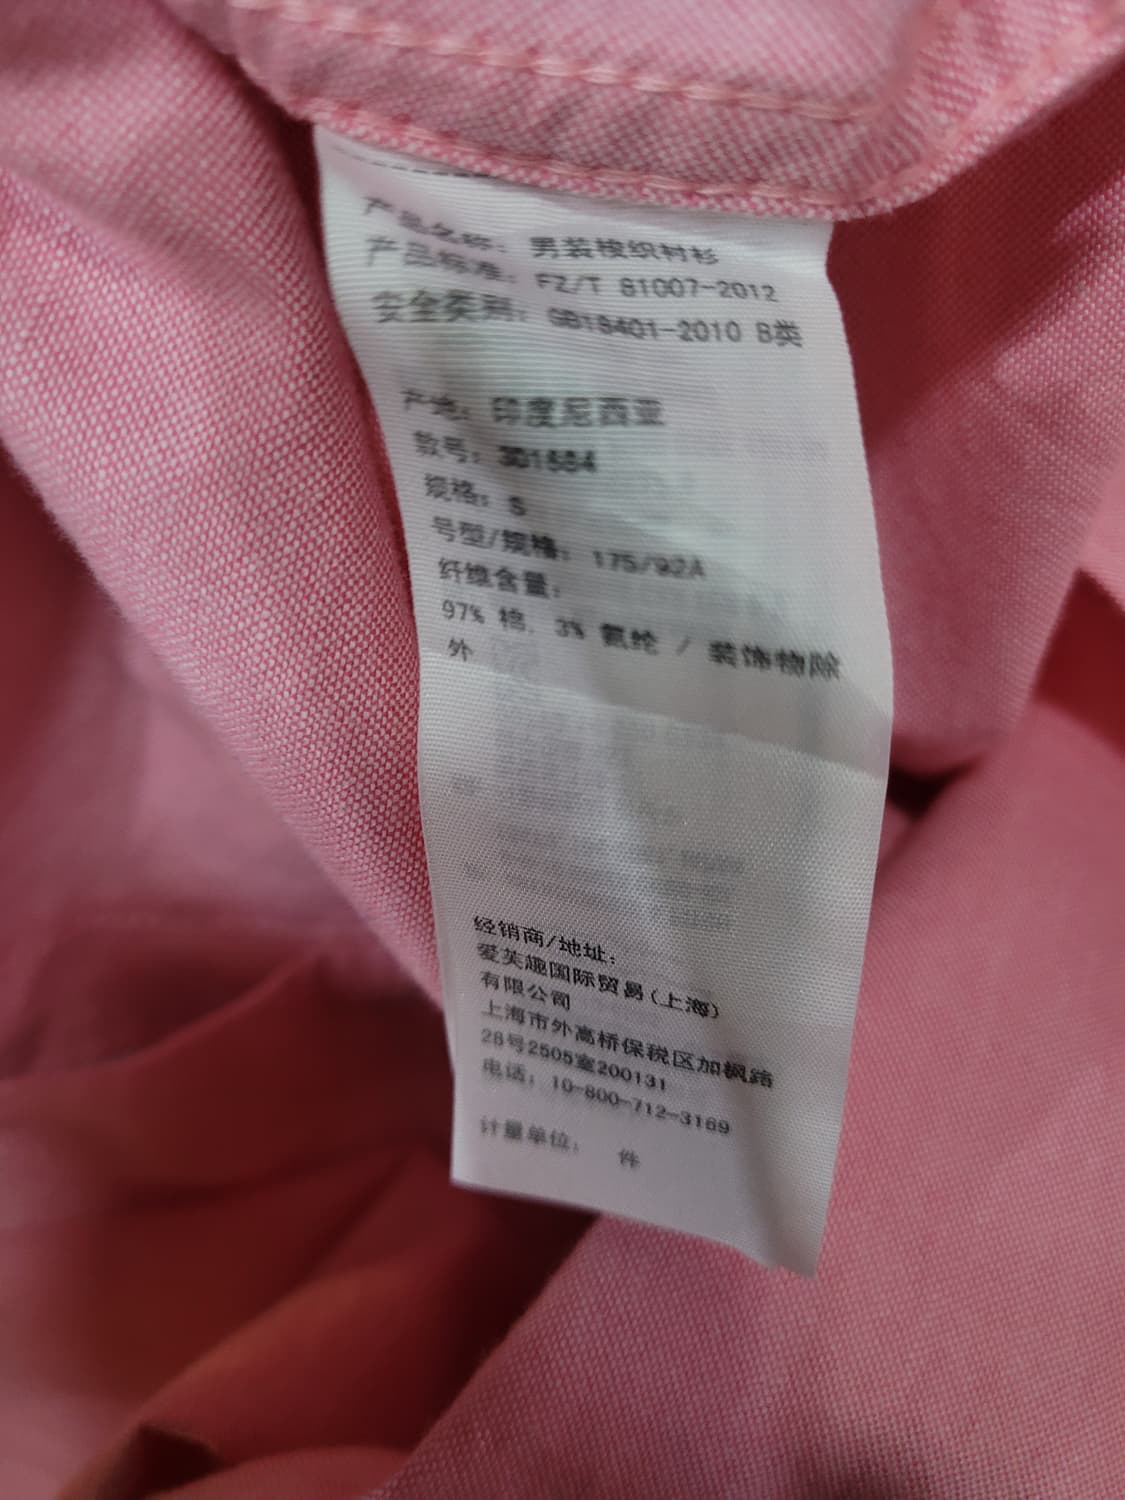 产品名称: 男装梭织衬衫
产品标准: FZ/T 81007-2012
安全类别: GB18401-2010 B类
产地: 印度尼西亚
款号: 301664
规格: S
号型/规格: 175/92A
纤维含量:
97% 棉, 3% 氨纶 / 装饰物除
外
经销商/地址:
爱芙趣国际贸易(上海)
有限公司
上海市外高桥保税区加枫路
28号2505室200131
电话: 10-800-712-3169
计量单位: 件